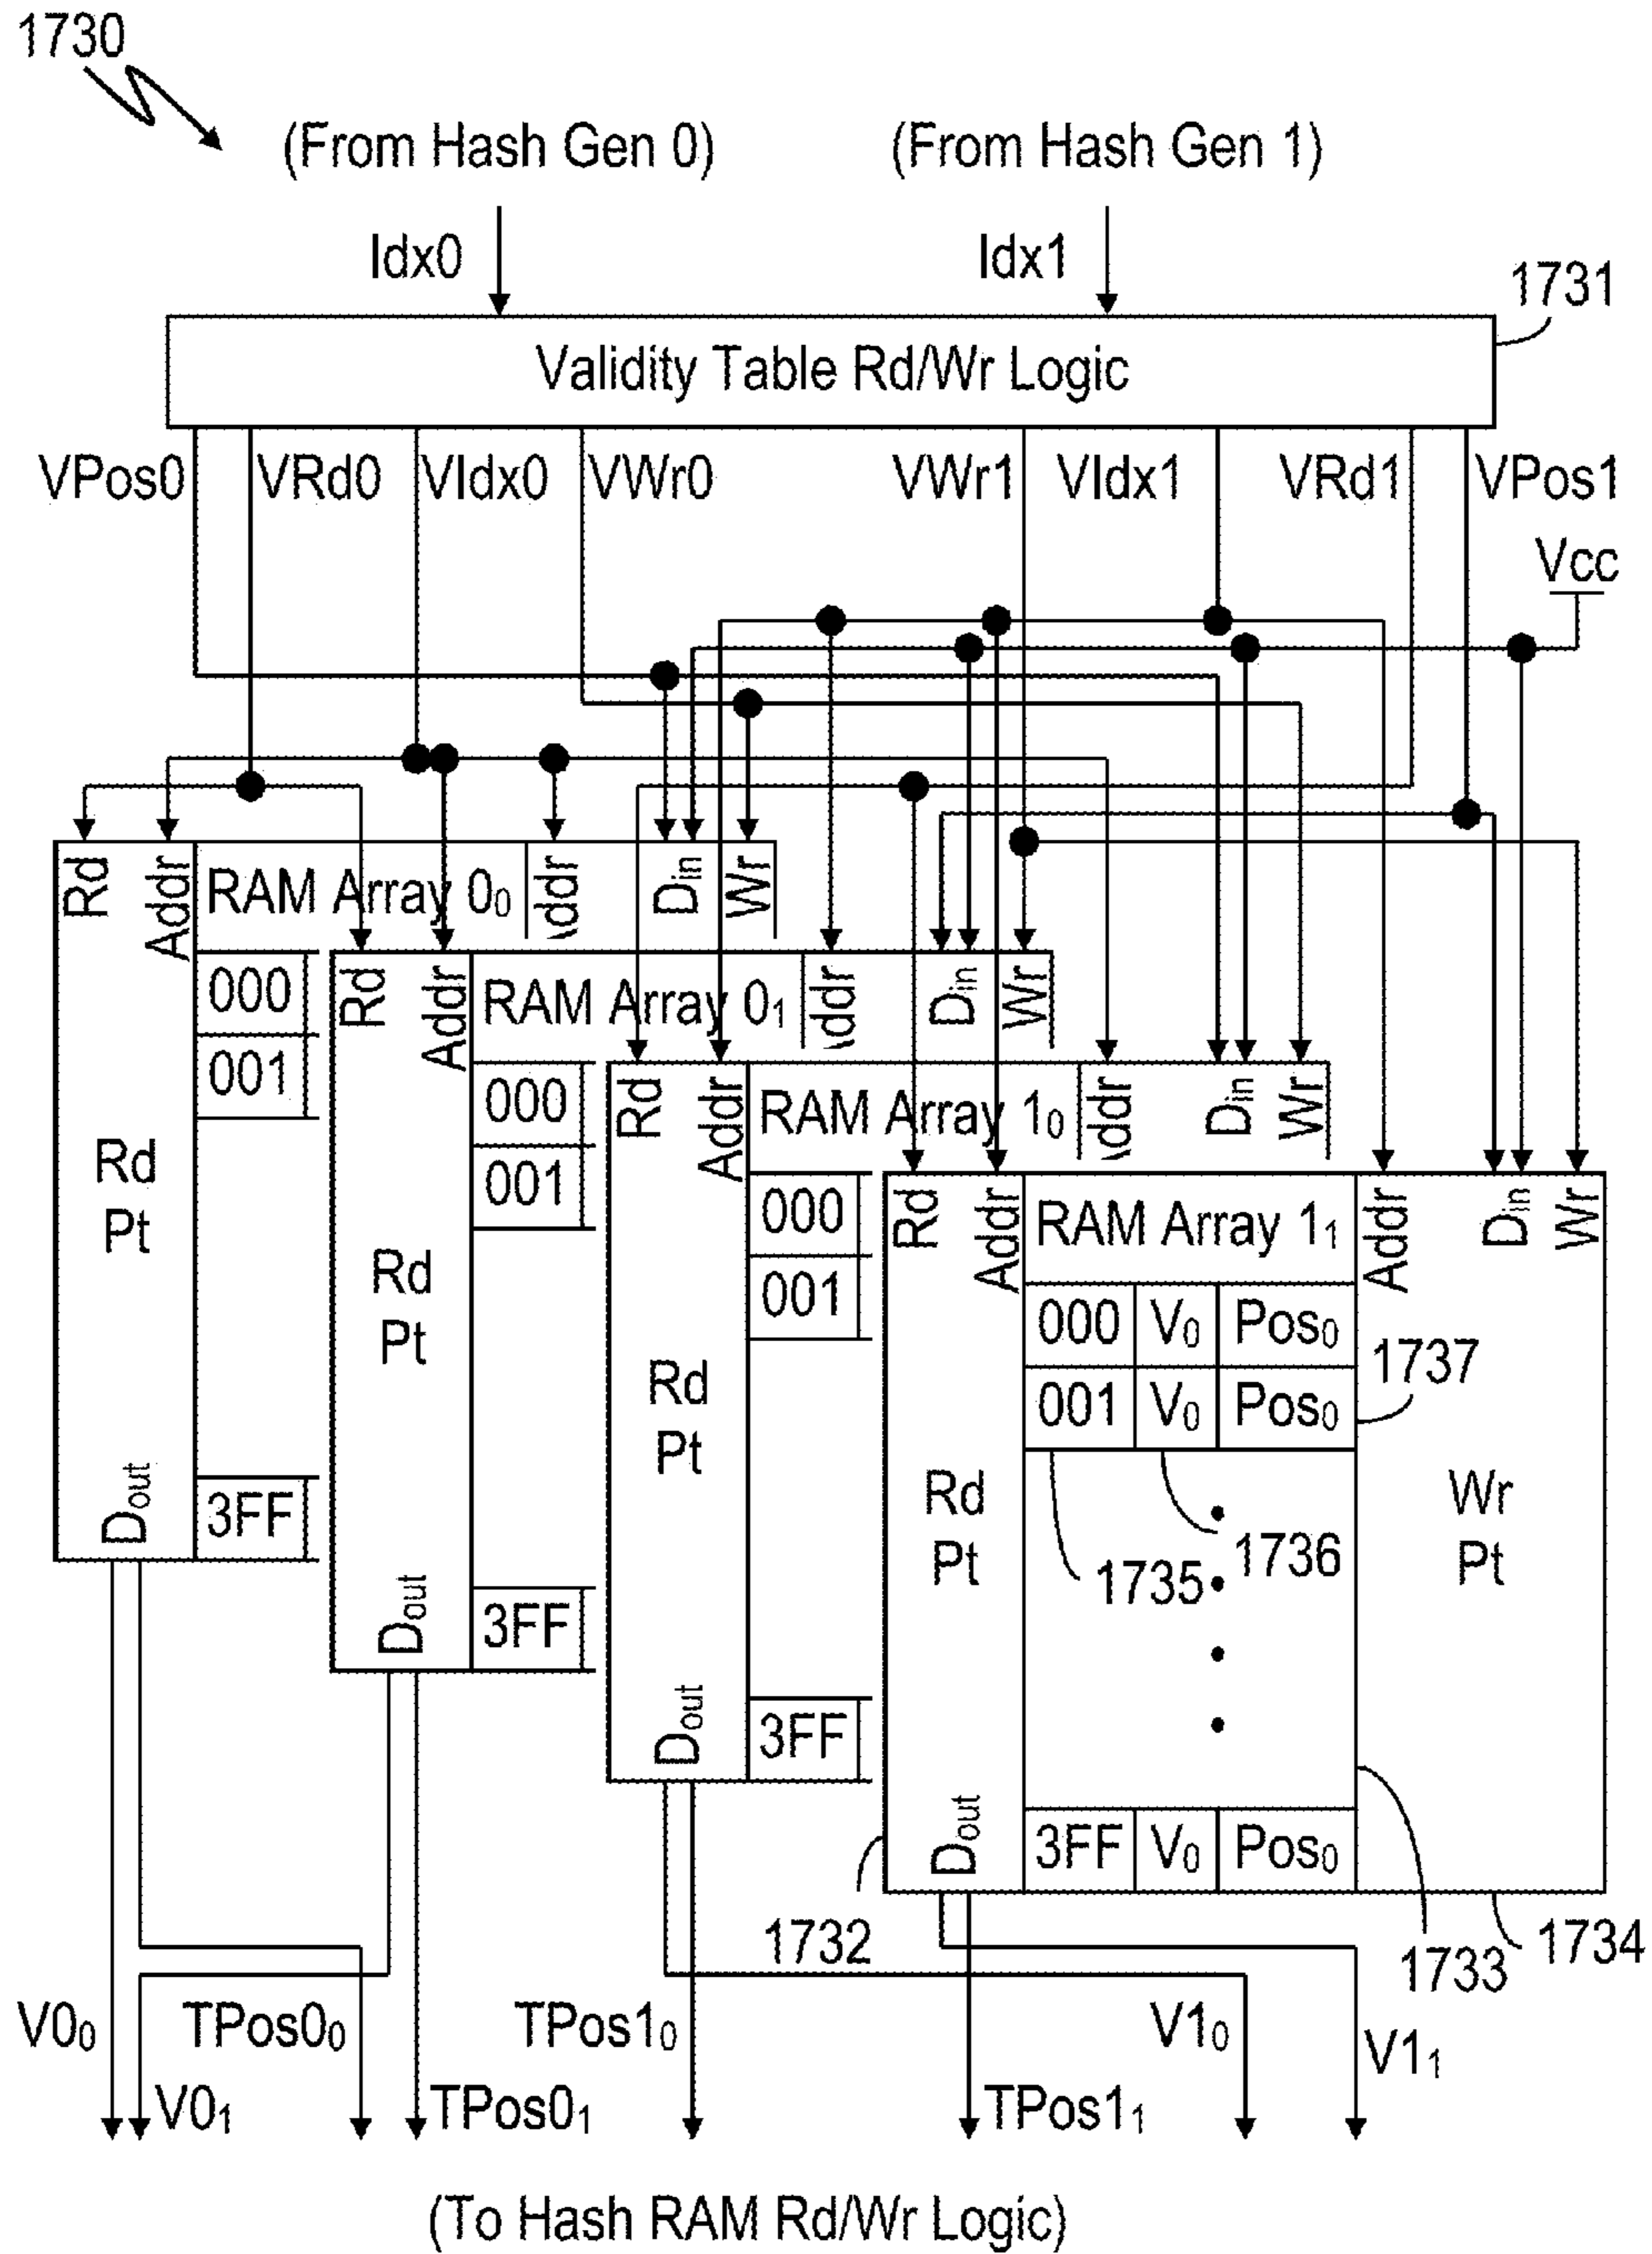 1730
(From Hash Gen 0) (From Hash Gen 1)
Idx0 Idx1
1731
Validity Table Rd/Wr Logic
VPos0 VRd0 VIdx0 VWr0 VWr1 VIdx1 VRd1 VPos1
Vcc
Rd Addr RAM Array 0₀ Addr Din Wr
000
001
Rd Pt
Dout
3FF
Rd Addr RAM Array 0₁ Addr Din Wr
000
001
Rd Pt
Dout
3FF
Rd Addr RAM Array 1₀ Addr Din Wr
000
001
Rd Pt
Dout
3FF
Rd Addr RAM Array 1₁ Addr Din Wr
000 V₀ Pos₀
001 V₀ Pos₀
1737
Rd Pt
Wr Pt
1735 1736
Dout
3FF V₀ Pos₀
1732 1733 1734
V0₀ TPos0₀ TPos1₀ V1₀ V1₁
V0₁ TPos0₁ TPos1₁
(To Hash RAM Rd/Wr Logic)